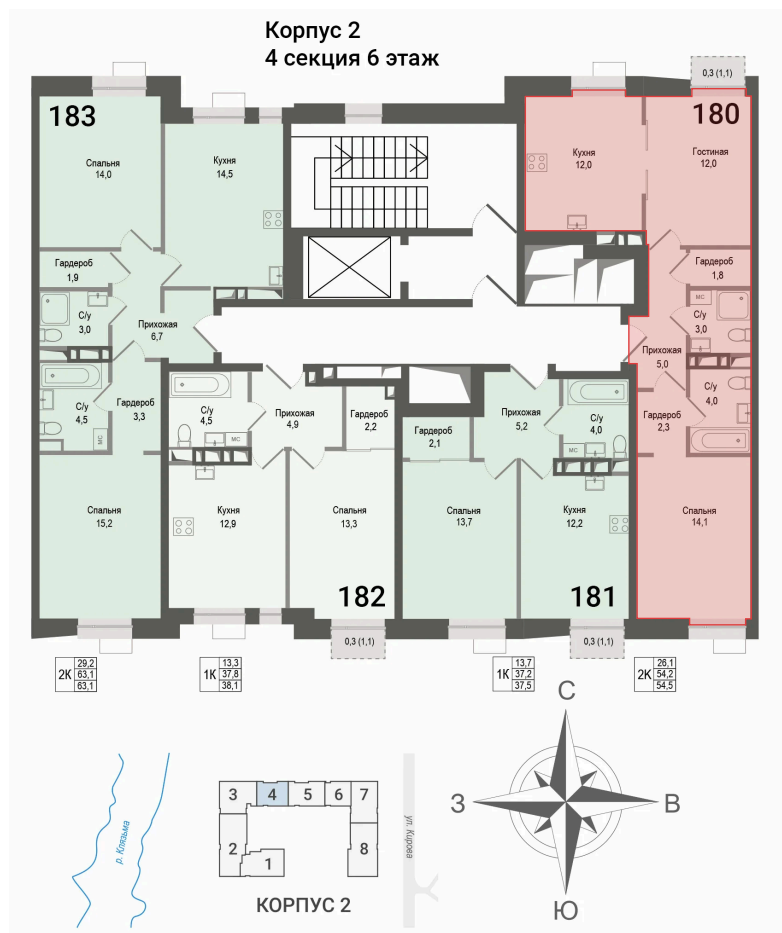 Корпус 2
4 секция 6 этаж
0,3 (1,1)
183
180
Спальня
14,0
Кухня
14,5
Кухня
12,0
Гостиная
12,0
Гардероб
1,9
Гардероб
1,8
С/у
3,0
Прихожая
6,7
МС
С/у
3,0
Прихожая
5,0
С/у
4,5
МС
Гардероб
3,3
С/у
4,5
МС
Прихожая
4,9
Гардероб
2,2
Гардероб
2,1
Прихожая
5,2
С/у
4,0
МС
С/у
4,0
Гардероб
2,3
Спальня
15,2
Кухня
12,9
Спальня
13,3
Спальня
13,7
Кухня
12,2
Спальня
14,1
182
181
0,3 (1,1)
0,3 (1,1)
2К
29,2
63,1
63,1
1К
13,3
37,8
38,1
1К
13,7
37,2
37,5
2К
26,1
54,2
54,5
С
З
В
Ю
р. Клязьма
3
4
5
6
7
2
1
8
КОРПУС 2
ул. Кирова